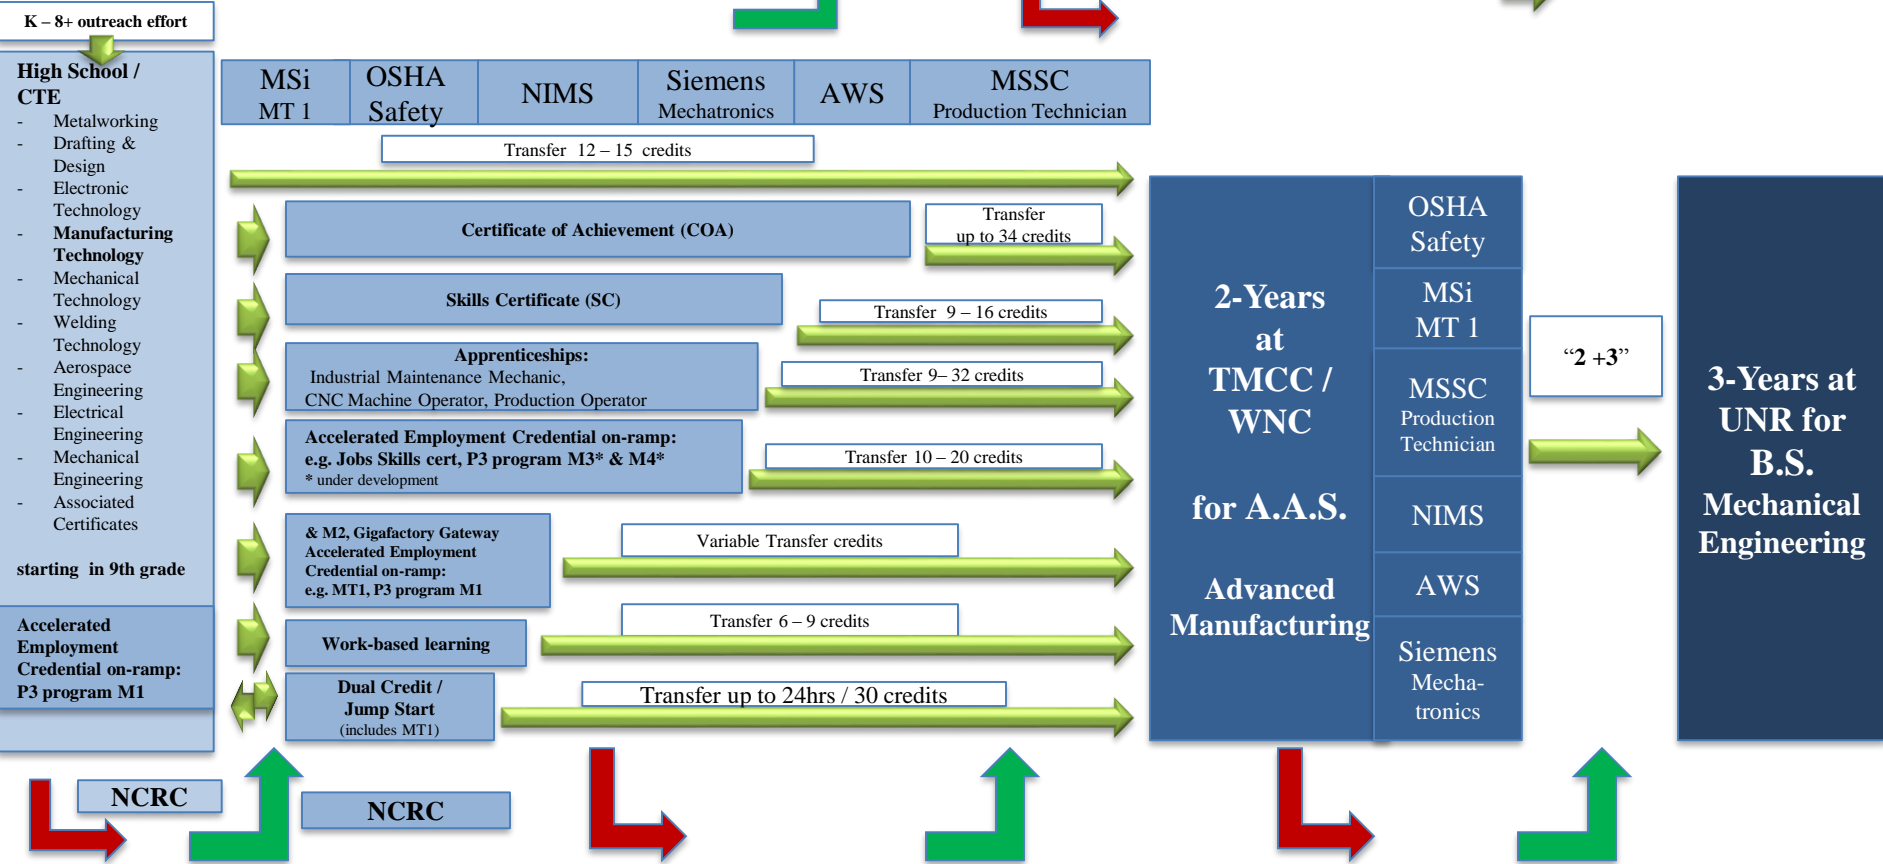 K – 8+ outreach effort
High School /
CTE
- Metalworking
- Drafting &
Design
- Electronic
Technology
- Manufacturing
Technology
- Mechanical
Technology
- Welding
Technology
- Aerospace
Engineering
- Electrical
Engineering
- Mechanical
Engineering
- Associated
Certificates
starting in 9th grade
Accelerated
Employment
Credential on-ramp:
P3 program M1
MSi
MT 1
OSHA
Safety
NIMS
Siemens
Mechatronics
AWS
MSSC
Production Technician
Transfer 12 – 15 credits
Certificate of Achievement (COA)
Transfer
up to 34 credits
Skills Certificate (SC)
Transfer 9 – 16 credits
Apprenticeships:
Industrial Maintenance Mechanic,
CNC Machine Operator, Production Operator
Transfer 9– 32 credits
Accelerated Employment Credential on-ramp:
e.g. Jobs Skills cert, P3 program M3* & M4*
* under development
Transfer 10 – 20 credits
& M2, Gigafactory Gateway
Accelerated Employment
Credential on-ramp:
e.g. MT1, P3 program M1
Variable Transfer credits
Work-based learning
Transfer 6 – 9 credits
Dual Credit /
Jump Start
(includes MT1)
Transfer up to 24hrs / 30 credits
2-Years
at
TMCC /
WNC
for A.A.S.
Advanced
Manufacturing
OSHA
Safety
MSi
MT 1
MSSC
Production
Technician
NIMS
AWS
Siemens
Mecha-
tronics
“2 +3”
3-Years at
UNR for
B.S.
Mechanical
Engineering
NCRC
NCRC